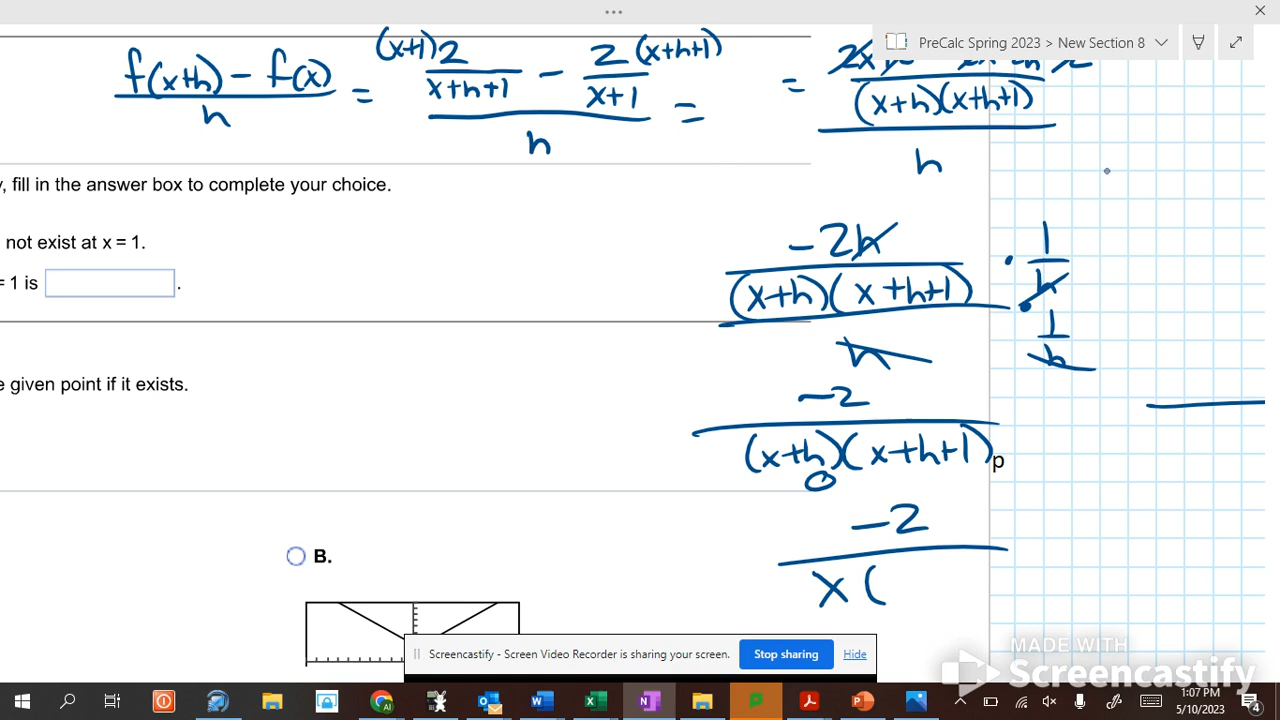 PreCalc Spring 2023 > New Section 8
(x+1)2 2(x+h+1)
f(x+h) - f(x) = x+h+1 - x+1 = = (x+h)(x+h+1)
h h h
y, fill in the answer box to complete your choice.
-2h · 1
not exist at x = 1.
(x+h)(x+h+1) h
= 1 is .
h · 1
h
e given point if it exists.
-2
(x+h)(x+h+1)
p
0
-2
B.
x (
Screencastify - Screen Video Recorder is sharing your screen. Stop sharing Hide
MADE WITH
Screencastify
1:07 PM
5/10/2023
4